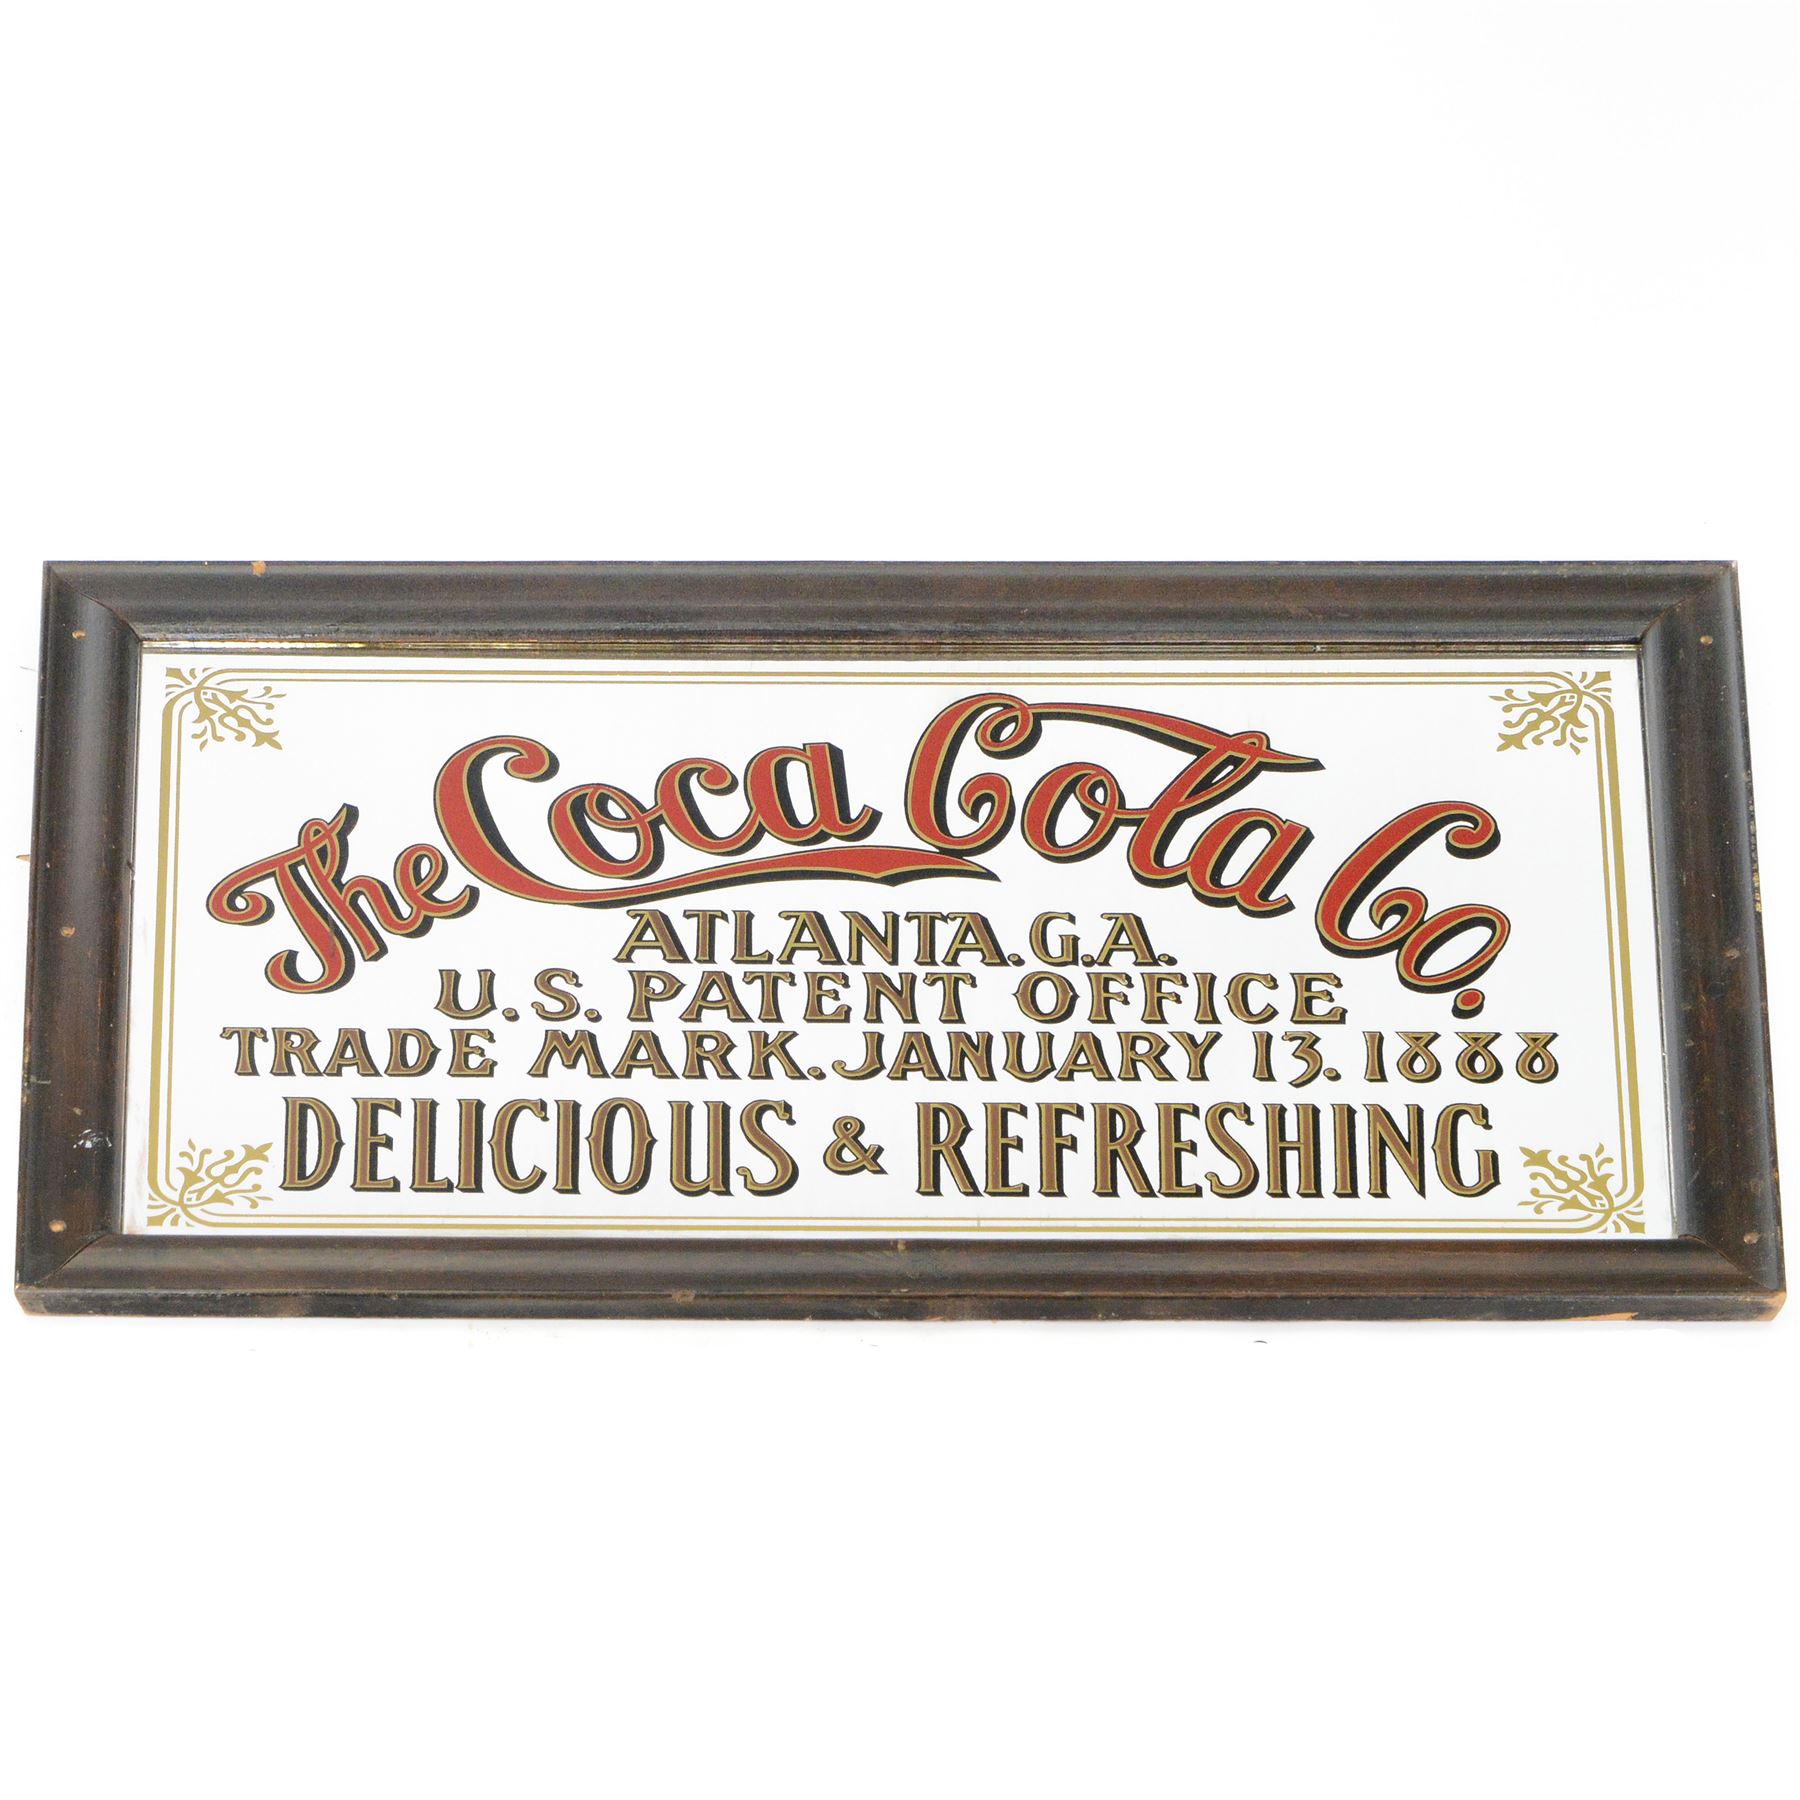 The Coca Cola Co.
ATLANTA. G.A.
U.S. PATENT OFFICE
TRADE MARK. JANUARY 13. 1888
DELICIOUS & REFRESHING